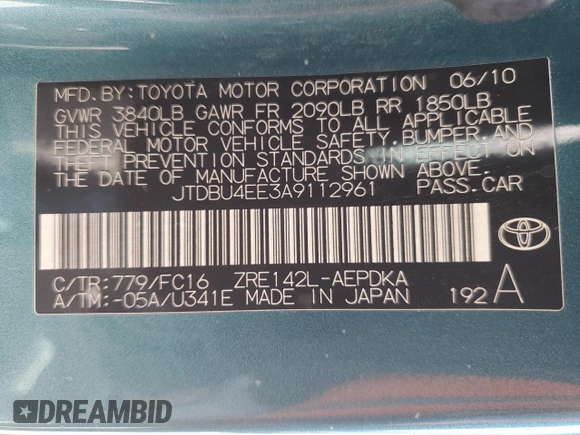 MFD. BY: TOYOTA MOTOR CORPORATION 06/10
GVWR 3840LB GAWR FR 2090LB RR 1850LB
THIS VEHICLE CONFORMS TO ALL APPLICABLE
FEDERAL MOTOR VEHICLE SAFETY, BUMPER, AND
THEFT PREVENTION STANDARDS IN EFFECT ON
THE DATE OF MANUFACTURE SHOWN ABOVE.
JTDBU4EE3A9112961 PASS.CAR
C/TR: 779/FC16 ZRE142L-AEPDKA
A/TM: -05A/U341E MADE IN JAPAN 192 A
DREAMBID